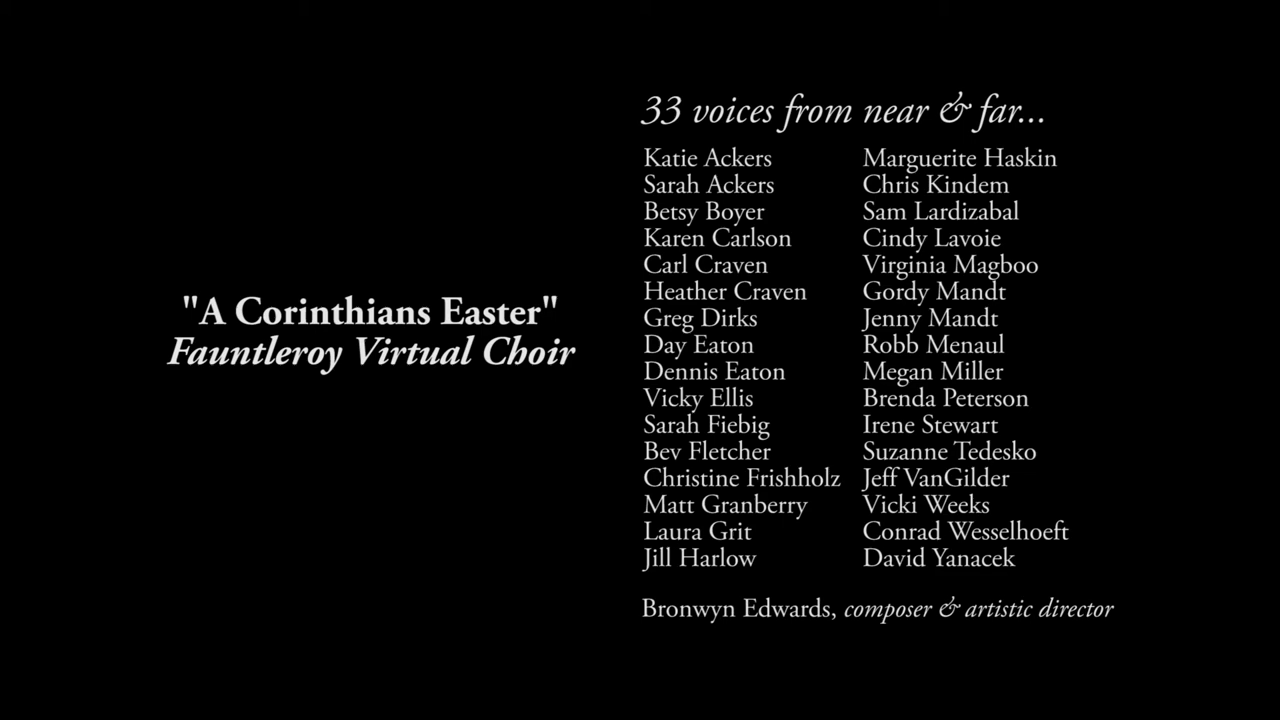 "A Corinthians Easter"
Fauntleroy Virtual Choir
33 voices from near & far...
Katie Ackers
Sarah Ackers
Betsy Boyer
Karen Carlson
Carl Craven
Heather Craven
Greg Dirks
Day Eaton
Dennis Eaton
Vicky Ellis
Sarah Fiebig
Bev Fletcher
Christine Frishholz
Matt Granberry
Laura Grit
Jill Harlow
Marguerite Haskin
Chris Kindem
Sam Lardizabal
Cindy Lavoie
Virginia Magboo
Gordy Mandt
Jenny Mandt
Robb Menaul
Megan Miller
Brenda Peterson
Irene Stewart
Suzanne Tedesko
Jeff VanGilder
Vicki Weeks
Conrad Wesselhoeft
David Yanacek
Bronwyn Edwards, composer & artistic director